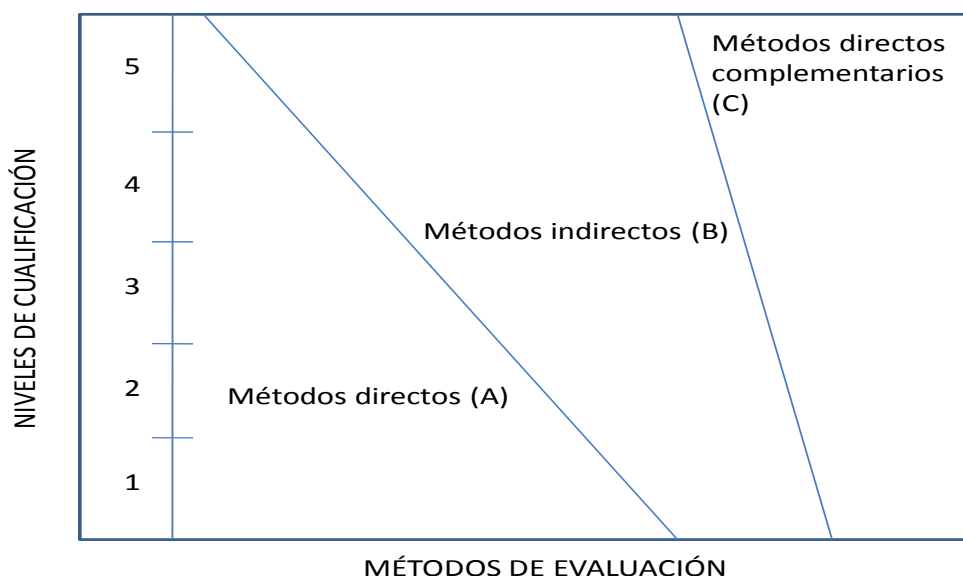 NIVELES DE CUALIFICACIÓN
5
4
3
2
1
Métodos directos (A)
Métodos indirectos (B)
Métodos directos
complementarios
(C)
MÉTODOS DE EVALUACIÓN